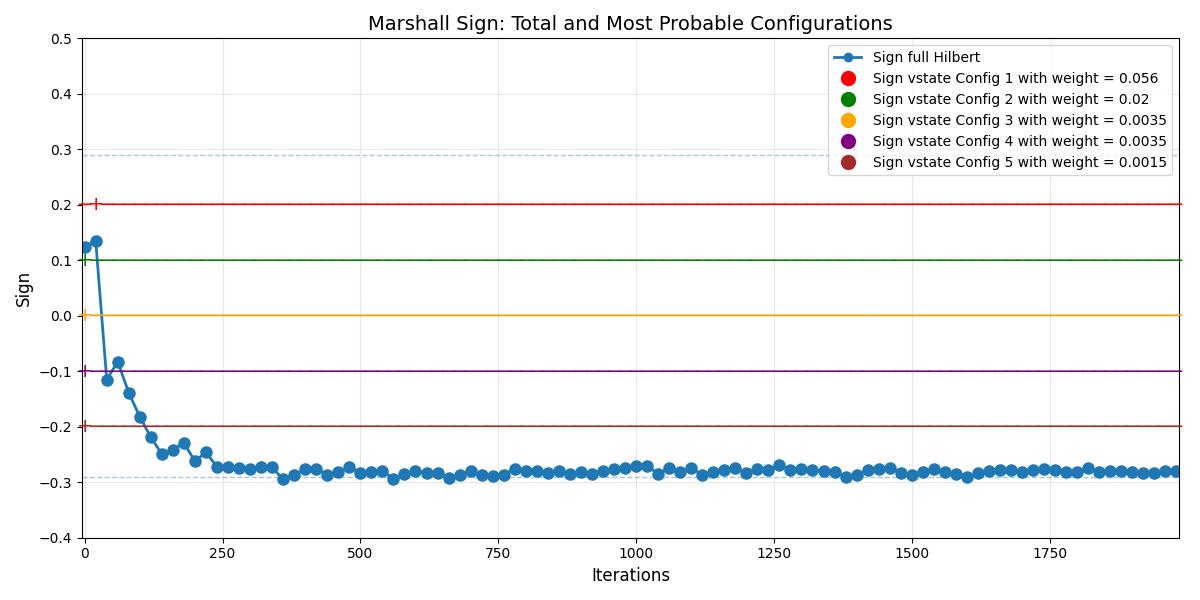 Marshall Sign: Total and Most Probable Configurations
0.5
0.4
0.3
0.2
0.1
0.0
−0.1
−0.2
−0.3
−0.4
Sign
Sign full Hilbert
Sign vstate Config 1 with weight = 0.056
Sign vstate Config 2 with weight = 0.02
Sign vstate Config 3 with weight = 0.0035
Sign vstate Config 4 with weight = 0.0035
Sign vstate Config 5 with weight = 0.0015
0 250 500 750 1000 1250 1500 1750
Iterations